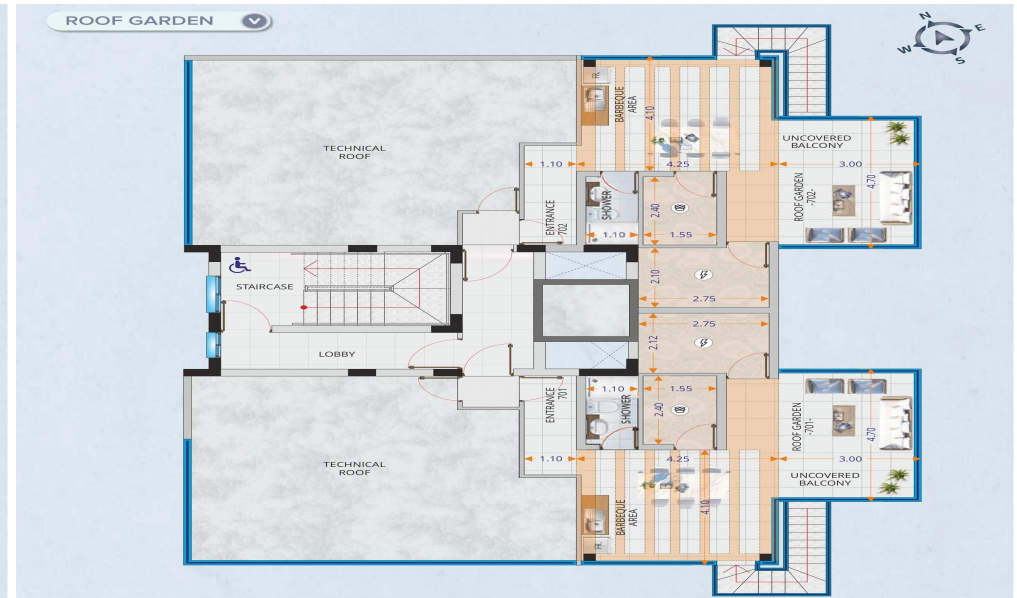 ROOF GARDEN
N
E
W
S
TECHNICAL
ROOF
FR.
BARBEQUE
AREA
4.10
UNCOVERED
BALCONY
1.10
4.25
3.00
ENTRANCE
-702
SHOWER
2.40
1.10
1.55
ROOF GARDEN
-702-
4.70
STAIRCASE
2.10
2.75
LOBBY
2.75
2.12
ENTRANCE
701
1.10
SHOWER
1.55
2.40
ROOF GARDEN
-701-
4.70
TECHNICAL
ROOF
1.10
4.25
3.00
UNCOVERED
BALCONY
BARBEQUE
AREA
4.10
FR.